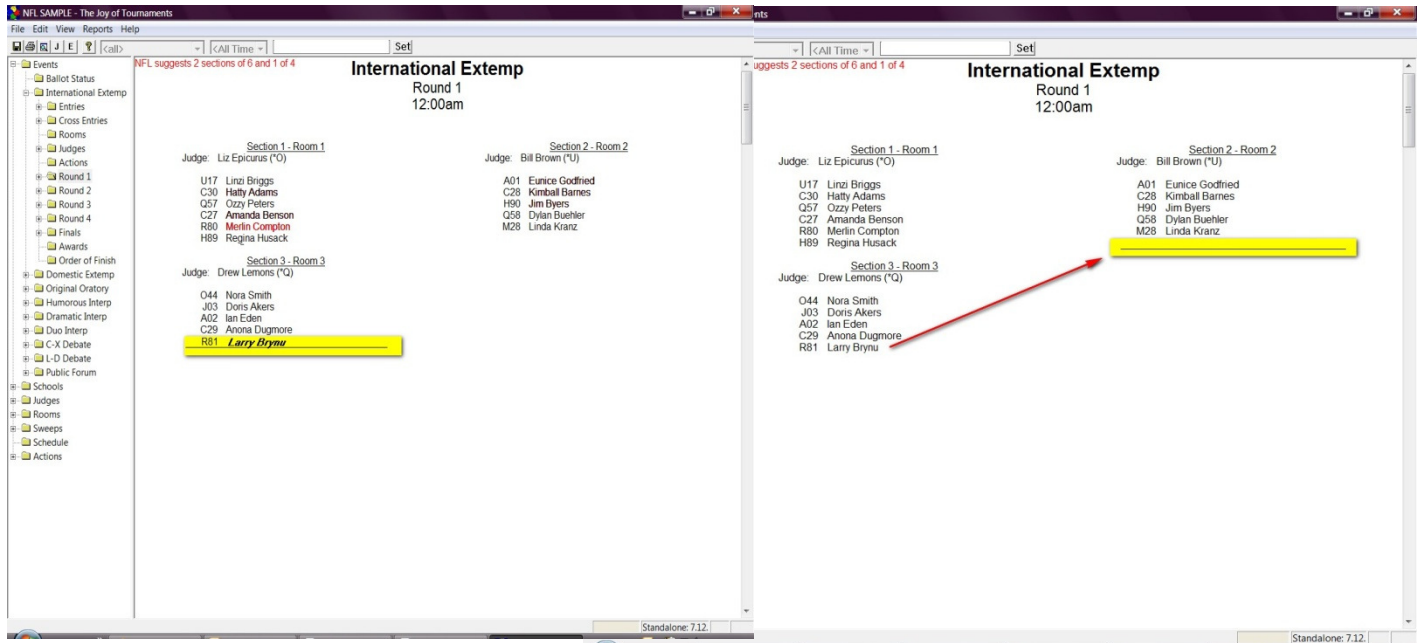 NFL SAMPLE - The Joy of Tournaments
File Edit View Reports Help
J E ? <all> <All Time Set
Events
Ballot Status
International Extemp
Entries
Cross Entries
Rooms
Judges
Actions
Round 1
Round 2
Round 3
Round 4
Finals
Awards
Order of Finish
Domestic Extemp
Original Oratory
Humorous Interp
Dramatic Interp
Duo Interp
C-X Debate
L-D Debate
Public Forum
Schools
Judges
Rooms
Sweeps
Schedule
Actions
NFL suggests 2 sections of 6 and 1 of 4
International Extemp
Round 1
12:00am
Section 1 - Room 1
Judge: Liz Epicurus (*O)
U17 Linzi Briggs
C30 Hatty Adams
Q57 Ozzy Peters
C27 Amanda Benson
R80 Merlin Compton
H89 Regina Husack
Section 2 - Room 2
Judge: Bill Brown (*U)
A01 Eunice Godfried
C28 Kimball Barnes
H90 Jim Byers
Q58 Dylan Buehler
M28 Linda Kranz
Section 3 - Room 3
Judge: Drew Lemons (*Q)
O44 Nora Smith
J03 Doris Akers
A02 Ian Eden
C29 Anona Dugmore
R81 Larry Brynu
Standalone: 7.12.
nts
<All Time Set
uggests 2 sections of 6 and 1 of 4
International Extemp
Round 1
12:00am
Section 1 - Room 1
Judge: Liz Epicurus (*O)
U17 Linzi Briggs
C30 Hatty Adams
Q57 Ozzy Peters
C27 Amanda Benson
R80 Merlin Compton
H89 Regina Husack
Section 2 - Room 2
Judge: Bill Brown (*U)
A01 Eunice Godfried
C28 Kimball Barnes
H90 Jim Byers
Q58 Dylan Buehler
M28 Linda Kranz
Section 3 - Room 3
Judge: Drew Lemons (*Q)
O44 Nora Smith
J03 Doris Akers
A02 Ian Eden
C29 Anona Dugmore
R81 Larry Brynu
Standalone: 7.12.